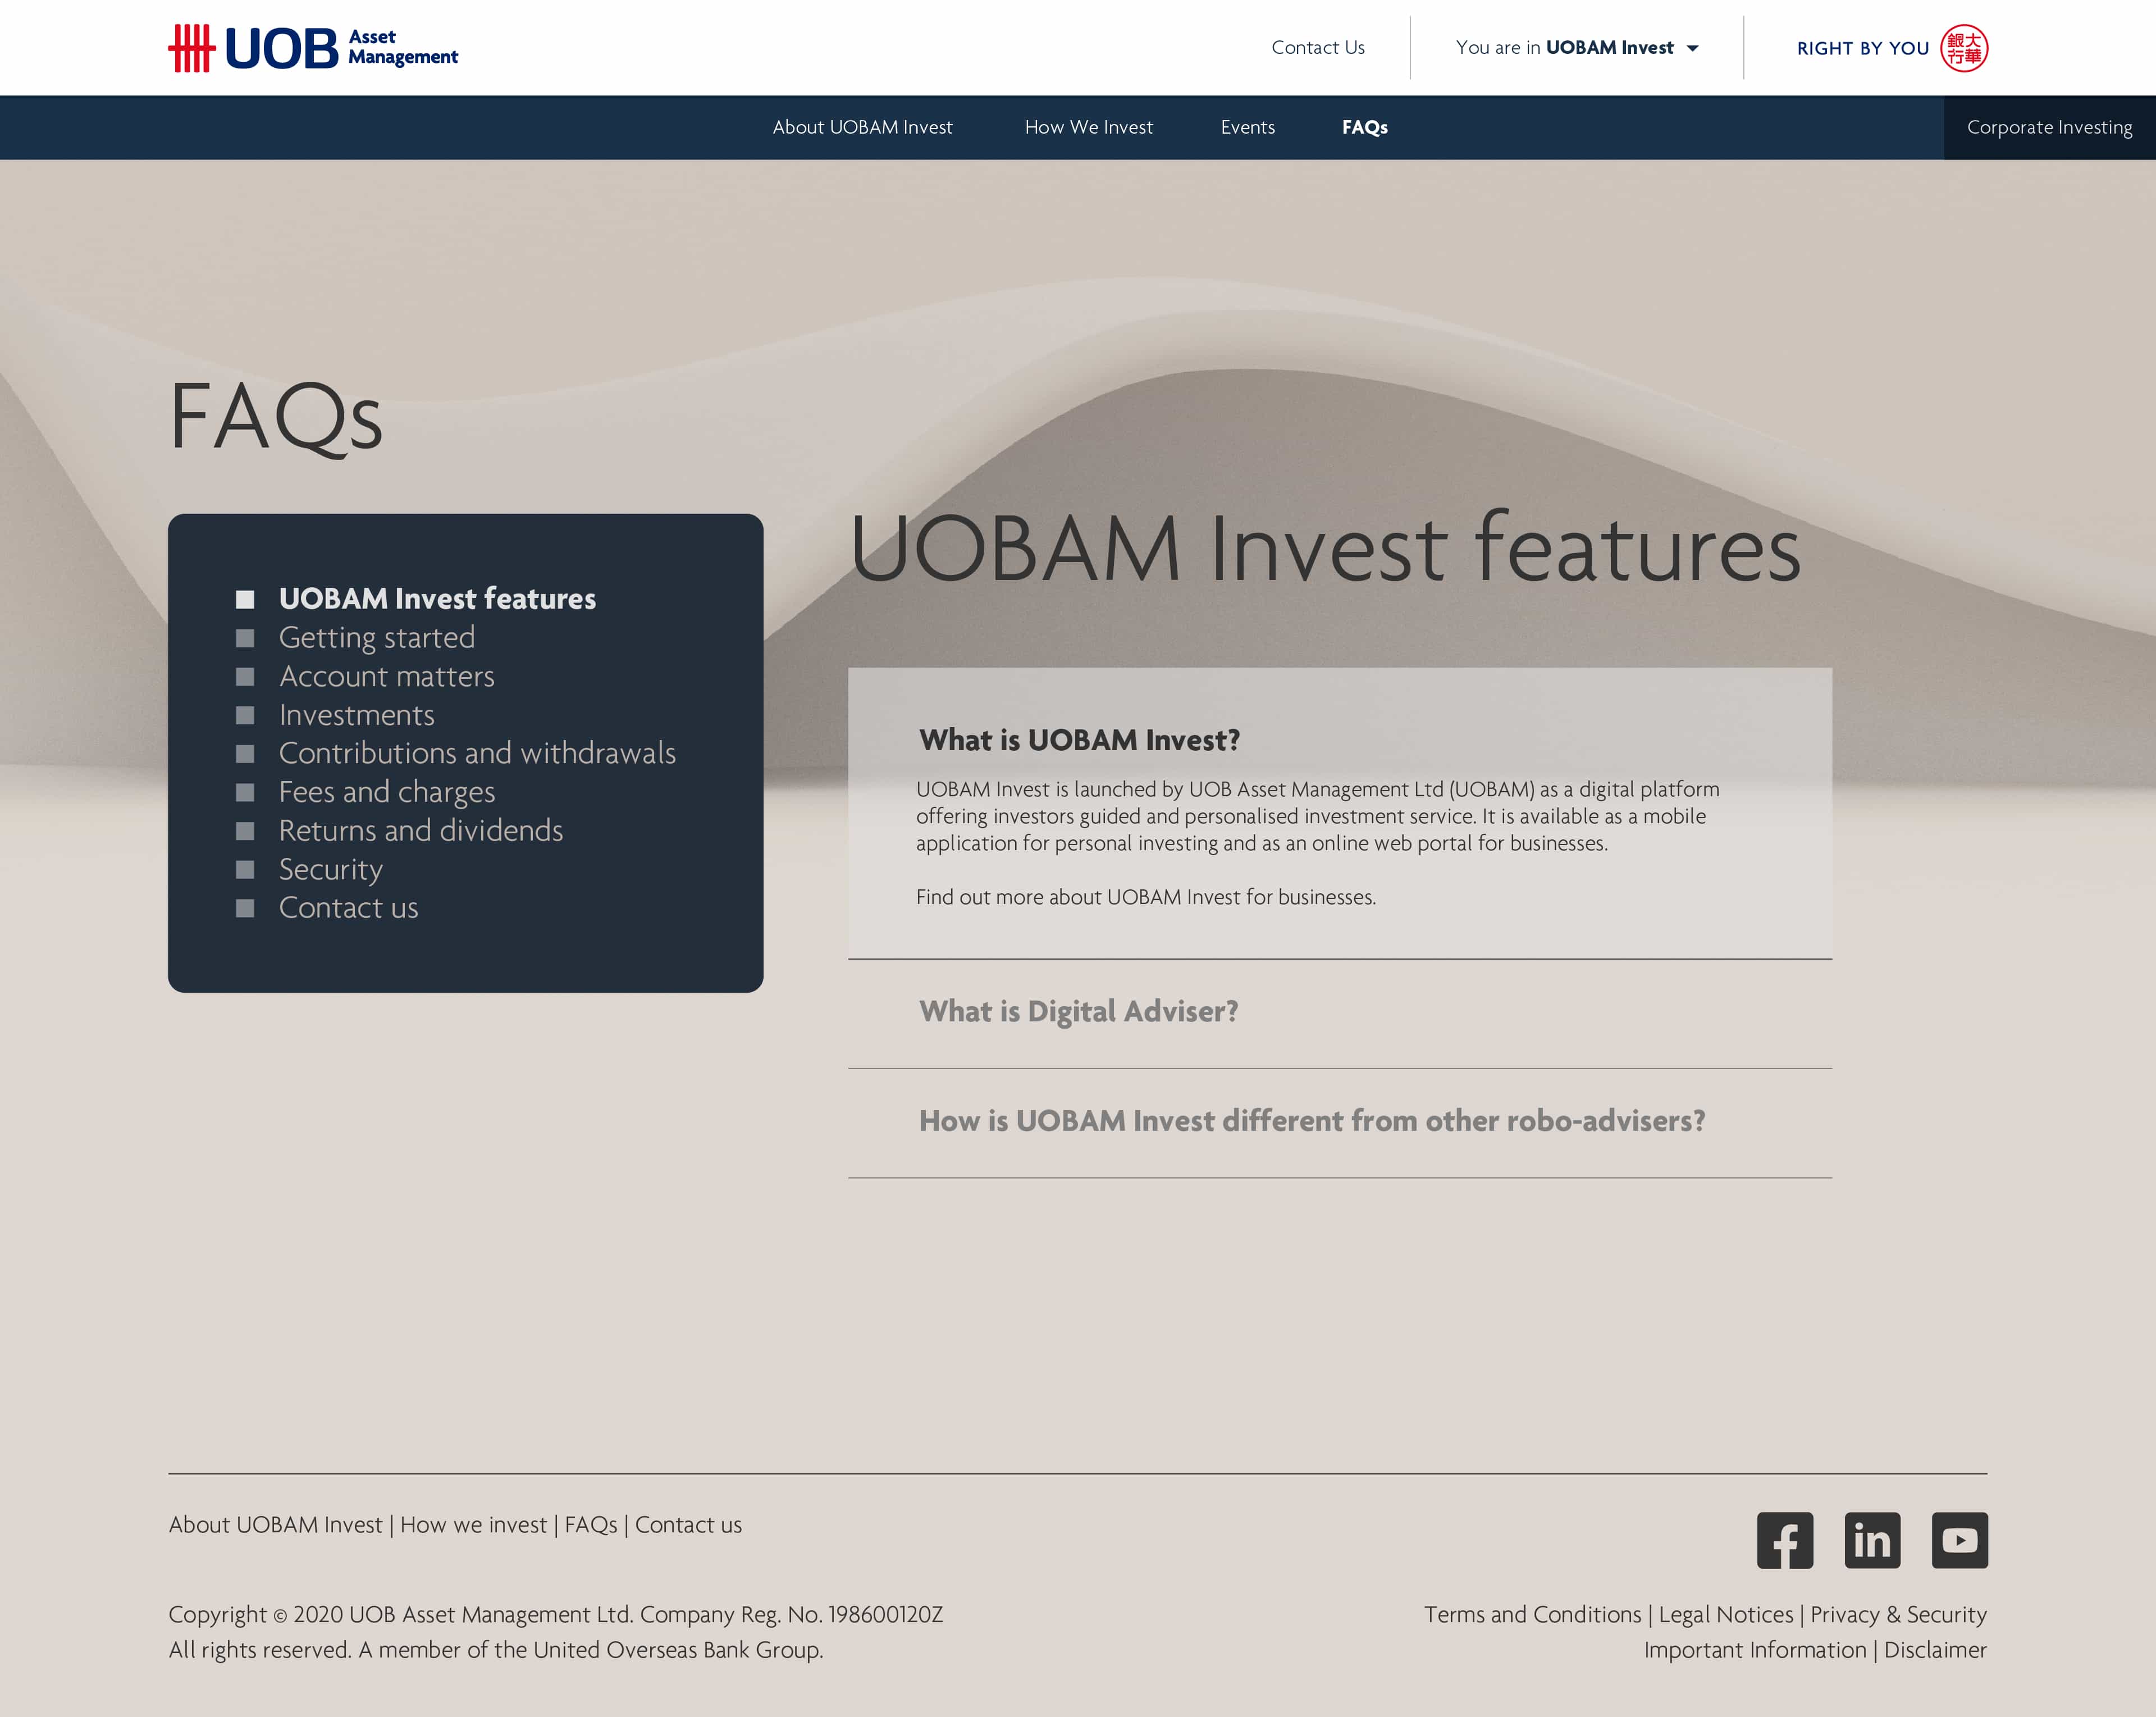 UOB Asset Management
Contact Us
You are in UOBAM Invest
RIGHT BY YOU
銀大
行華
About UOBAM Invest
How We Invest
Events
FAQs
Corporate Investing
FAQs
UOBAM Invest features
Getting started
Account matters
Investments
Contributions and withdrawals
Fees and charges
Returns and dividends
Security
Contact us
UOBAM Invest features
What is UOBAM Invest?
UOBAM Invest is launched by UOB Asset Management Ltd (UOBAM) as a digital platform
offering investors guided and personalised investment service. It is available as a mobile
application for personal investing and as an online web portal for businesses.
Find out more about UOBAM Invest for businesses.
What is Digital Adviser?
How is UOBAM Invest different from other robo-advisers?
About UOBAM Invest | How we invest | FAQs | Contact us
Copyright © 2020 UOB Asset Management Ltd. Company Reg. No. 198600120Z
All rights reserved. A member of the United Overseas Bank Group.
Terms and Conditions | Legal Notices | Privacy & Security
Important Information | Disclaimer